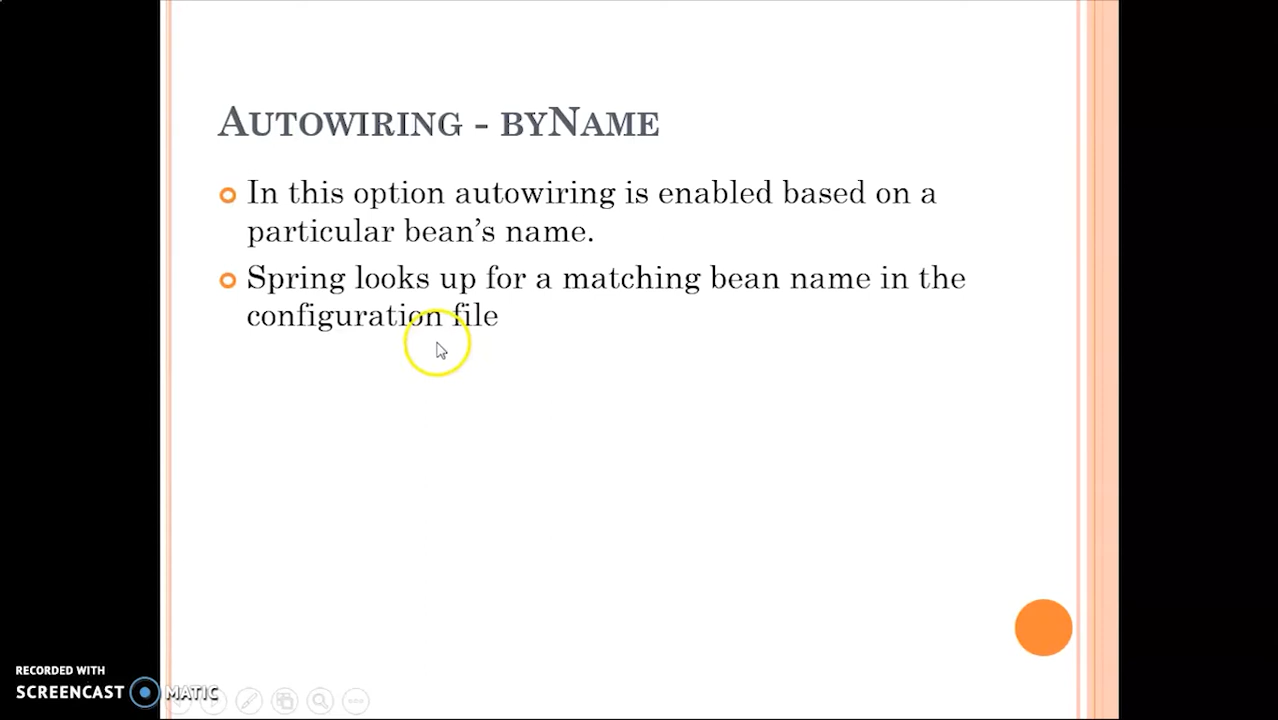 AUTOWIRING - BYNAME
In this option autowiring is enabled based on a
particular bean's name.
Spring looks up for a matching bean name in the
configuration file
RECORDED WITH
SCREENCAST MATIC